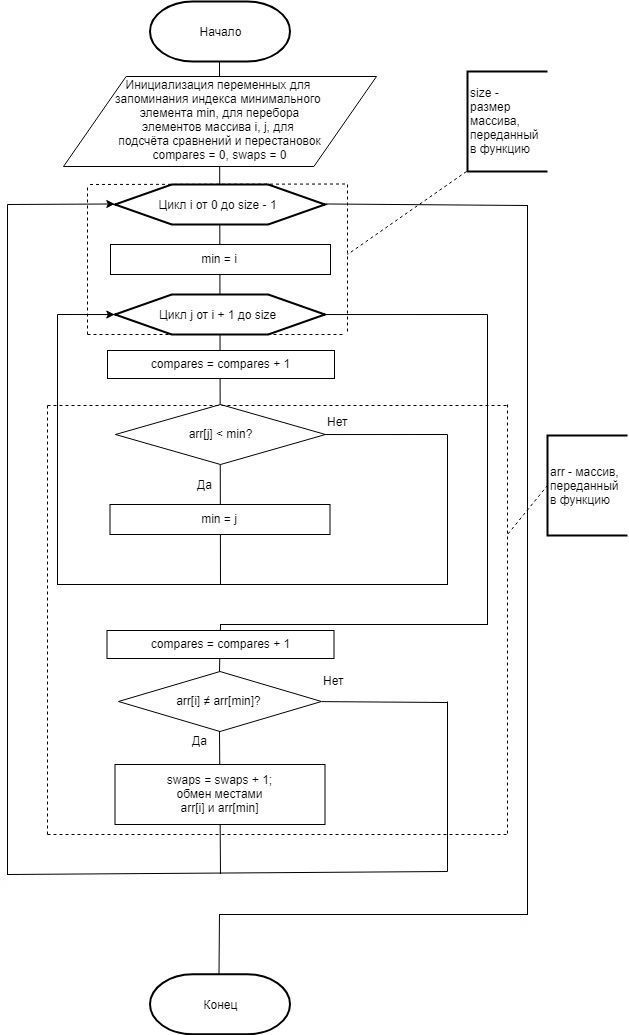 Начало
Инициализация переменных для
запоминания индекса минимального
элемента min, для перебора
элементов массива i, j, для
подсчёта сравнений и перестановок
compares = 0, swaps = 0
size -
размер
массива,
переданный
в функцию
Цикл i от 0 до size - 1
min = i
Цикл j от i + 1 до size
compares = compares + 1
arr[j] < min?
Нет
Да
min = j
arr - массив,
переданный
в функцию
compares = compares + 1
arr[i] ≠ arr[min]?
Нет
Да
swaps = swaps + 1;
обмен местами
arr[i] и arr[min]
Конец